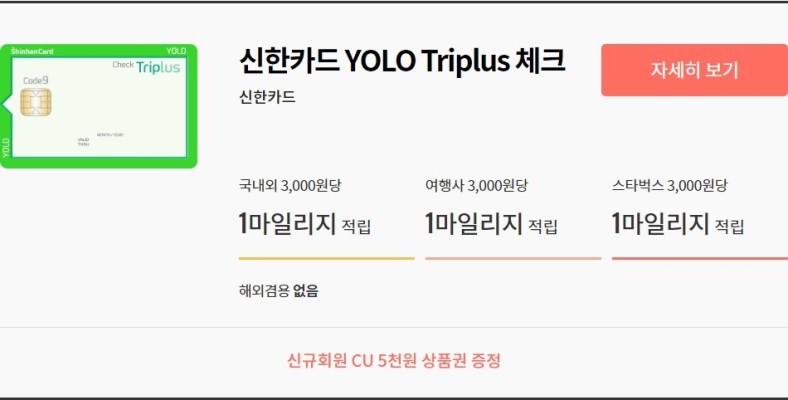 ShinhanCard YOLO
Check Triplus
Code9
YOLO
신한카드 YOLO Triplus 체크
신한카드
자세히 보기
국내외 3,000원당
1마일리지 적립
여행사 3,000원당
1마일리지 적립
스타벅스 3,000원당
1마일리지 적립
해외겸용 없음
신규회원 CU 5천원 상품권 증정